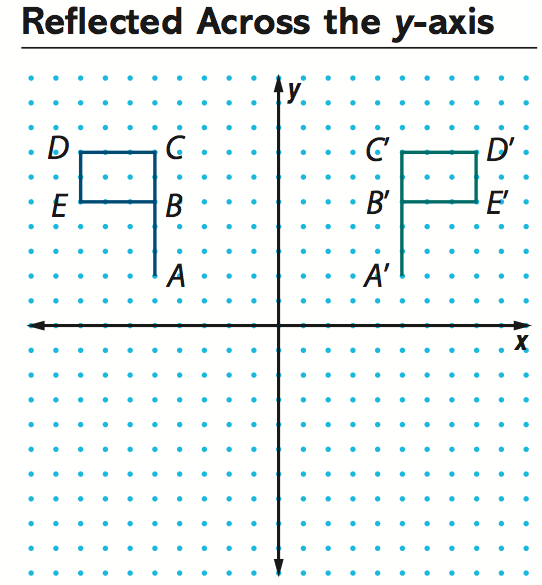 Reflected Across the y-axis
y
D C C′ D′
E B B′ E′
A A′
x